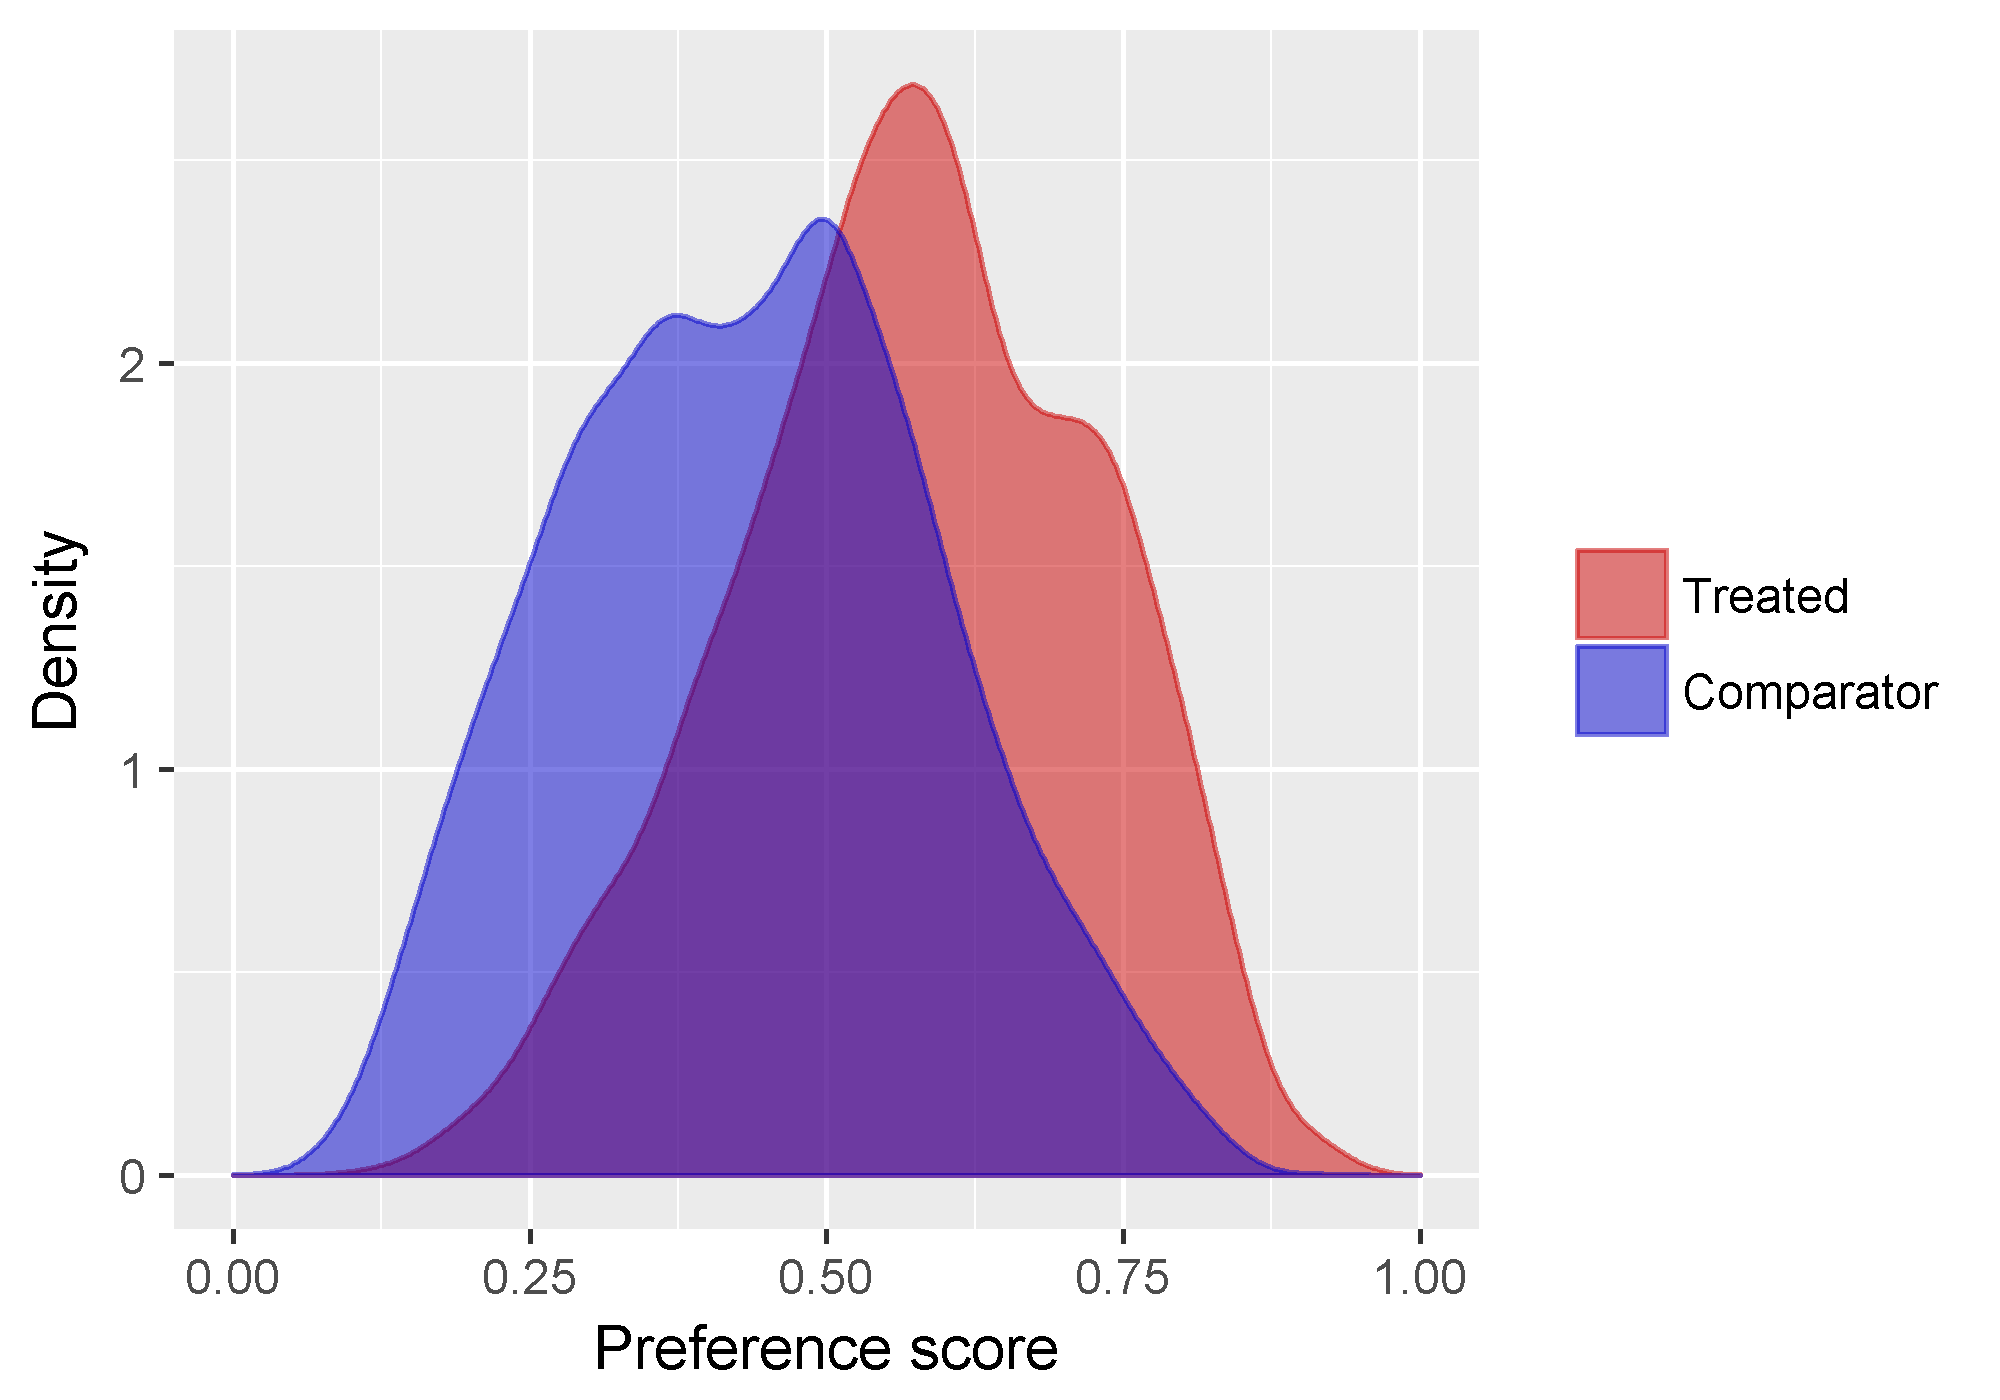 Density
2
1
0
0.00 0.25 0.50 0.75 1.00
Preference score
Treated
Comparator